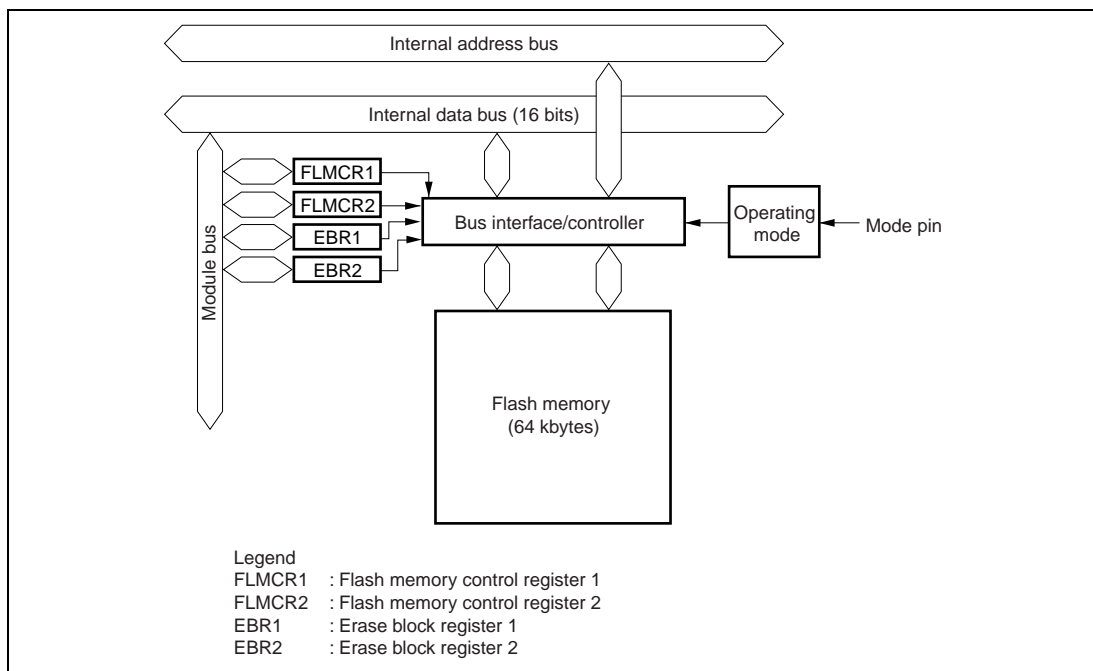 Internal address bus
Internal data bus (16 bits)
Module bus
FLMCR1
FLMCR2
EBR1
EBR2
Bus interface/controller
Operating
mode
Mode pin
Flash memory
(64 kbytes)
Legend
FLMCR1 : Flash memory control register 1
FLMCR2 : Flash memory control register 2
EBR1 : Erase block register 1
EBR2 : Erase block register 2